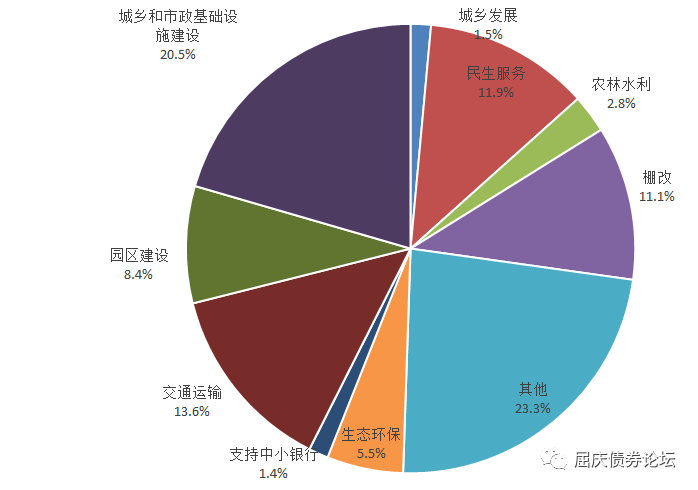 城乡和市政基础设
施建设
20.5%
城乡发展
1.5%
民生服务
11.9%
农林水利
2.8%
棚改
11.1%
园区建设
8.4%
其他
23.3%
交通运输
13.6%
生态环保
5.5%
支持中小银行
1.4%
屈庆债券论坛